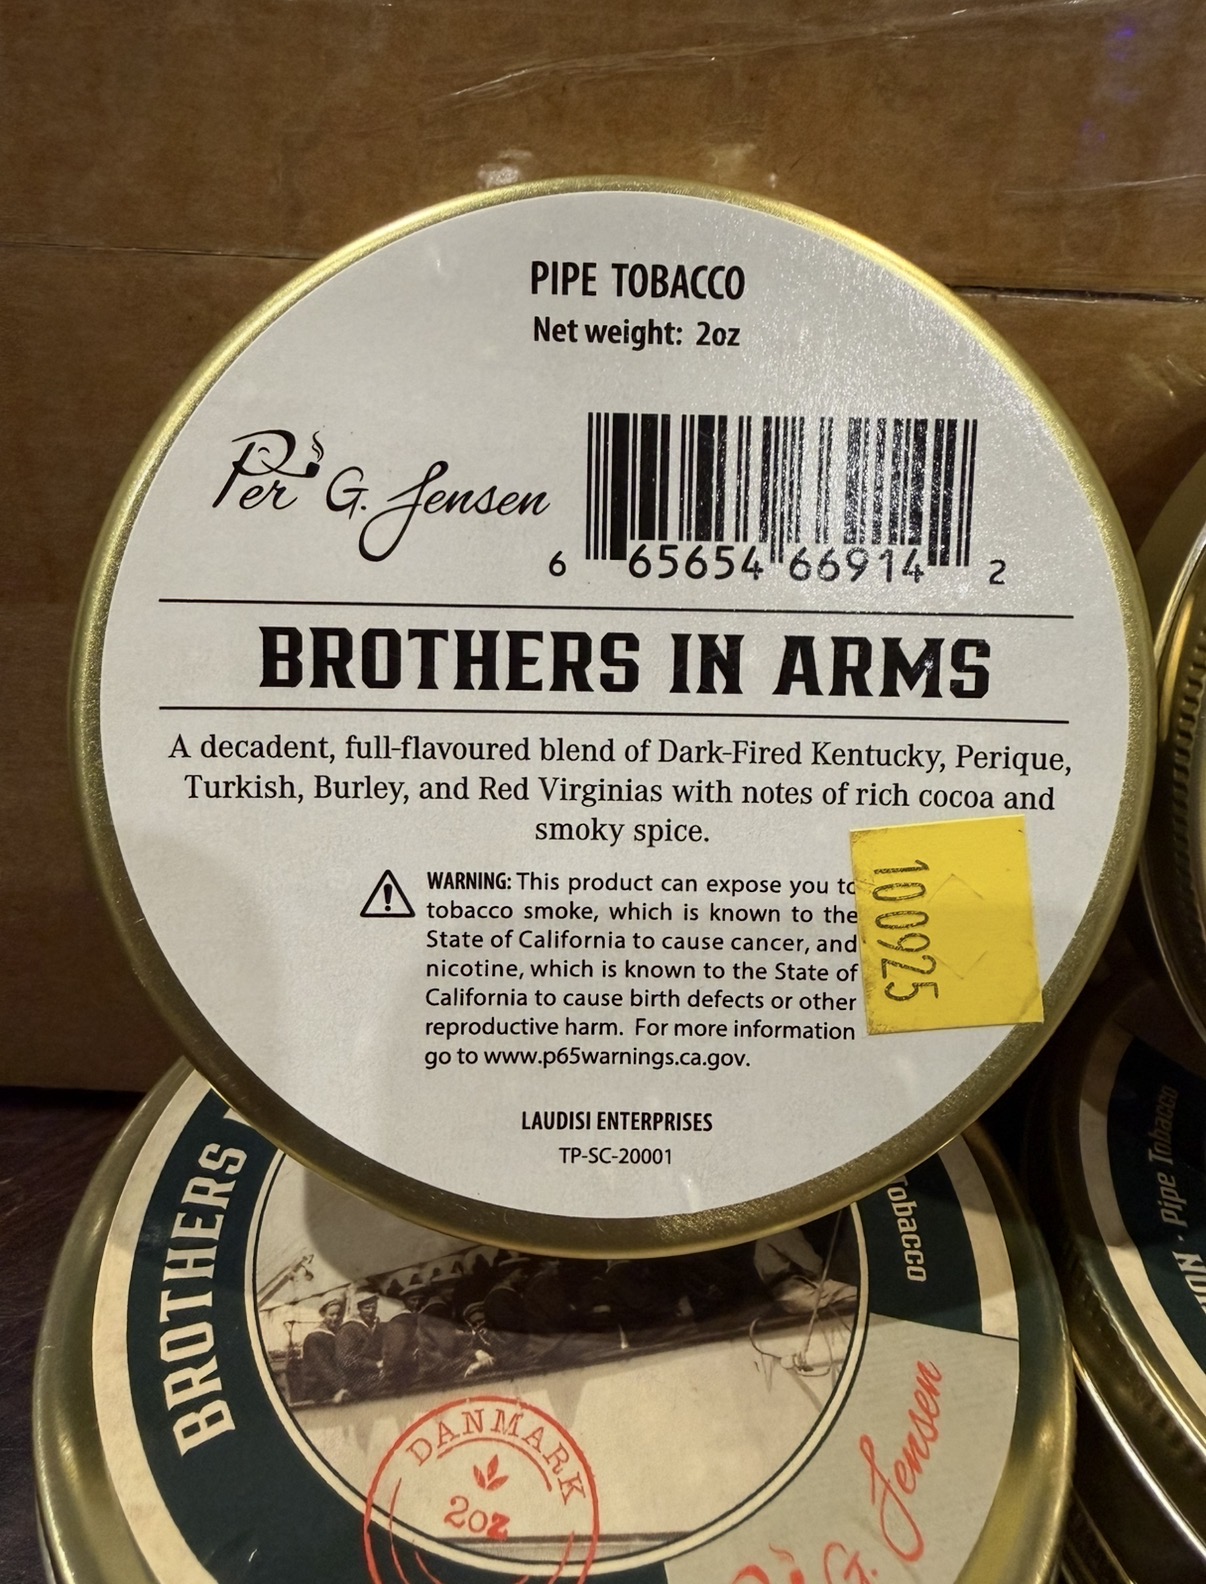 PIPE TOBACCO
Net weight: 2oz
Per G. Jensen
6 65654 66914 2
BROTHERS IN ARMS
A decadent, full-flavoured blend of Dark-Fired Kentucky, Perique,
Turkish, Burley, and Red Virginias with notes of rich cocoa and
smoky spice.
WARNING: This product can expose you to
tobacco smoke, which is known to the
State of California to cause cancer, and
nicotine, which is known to the State of
California to cause birth defects or other
reproductive harm. For more information
go to www.p65warnings.ca.gov.
100925
LAUDISI ENTERPRISES
TP-SC-20001
BROTHERS
Tobacco
DANMARK
2oz
Per G. Jensen
· Pipe Tobacco